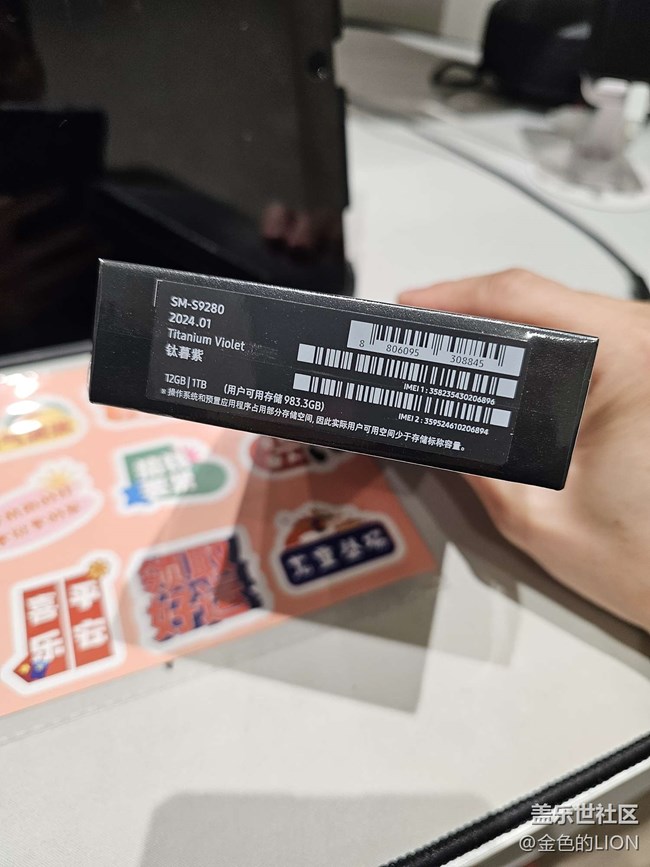 SM-S9280
2024.01
Titanium Violet
钛暮紫
12GB | 1TB
(用户可用存储 983.3GB)
※ 操作系统和预置应用程序占用部分存储空间, 因此实际用户可用空间少于存储标称容量。
8 806095 308845
IMEI 1 : 358235430206896
IMEI 2 : 359524610206894
平安
喜乐
盖乐世社区
@金色的LION